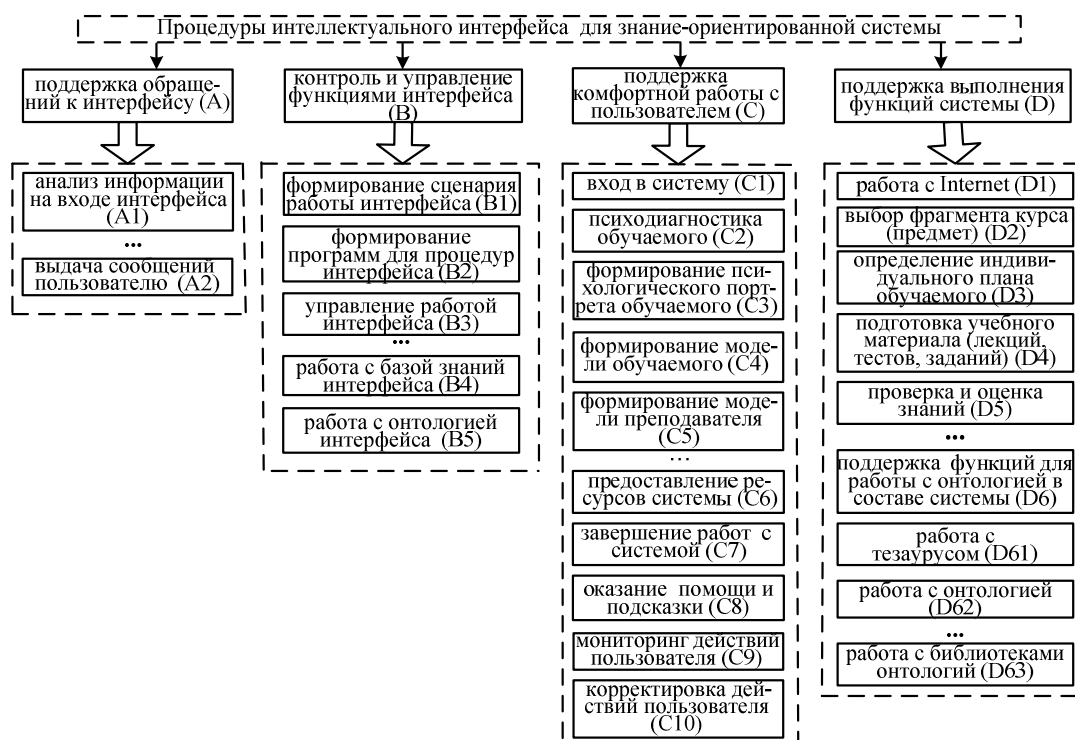 Процедуры интеллектуального интерфейса для знание-ориентированной системы
поддержка обраще-
ний к интерфейсу (A)
анализ информации
на входе интерфейса (A1)
...
выдача сообщений
пользователю (A2)
контроль и управление
функциями интерфейса
(B)
формирование сценария
работы интерфейса (B1)
формирование
программ для процедур
интерфейса (B2)
управление работой
интерфейса (B3)
...
работа с базой знаний
интерфейса (B4)
работа с онтологией
интерфейса (B5)
поддержка
комфортной работы с
пользователем (C)
вход в систему (C1)
психодиагностика
обучаемого (C2)
формирование пси-
хологического порт-
рета обучаемого (C3)
формирование моде-
ли обучаемого (C4)
формирование моде-
ли преподавателя
(C5)
...
предоставление ре-
сурсов системы (C6)
завершение работ с
системой (C7)
оказание помощи и
подсказки (C8)
мониторинг действий
пользователя (C9)
корректировка дей-
ствий пользователя
(C10)
поддержка выполнения
функций системы (D)
работа с Internet (D1)
выбор фрагмента курса
(предмет) (D2)
определение индиви-
дуального плана
обучаемого (D3)
подготовка учебного
материала (лекций,
тестов, заданий) (D4)
проверка и оценка
знаний (D5)
...
поддержка функций для
работы с онтологией в
составе системы (D6)
работа с
тезаурусом (D61)
работа с онтологией
(D62)
...
работа с библиотеками
онтологий (D63)